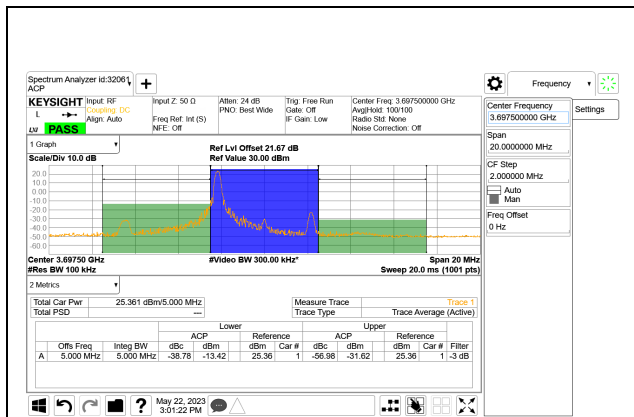 Spectrum Analyzer id:32061
ACP
+
Frequency
KEYSIGHT
L
PASS
Input: RF
Coupling: DC
Align: Auto
Input Z: 50 Ω
Freq Ref: Int (S)
NFE: Off
Atten: 24 dB
PNO: Best Wide
Trig: Free Run
Gate: Off
IF Gain: Low
Center Freq: 3.697500000 GHz
Avg|Hold: 100/100
Radio Std: None
Noise Correction: Off
Center Frequency
3.697500000 GHz
Settings
Span
20.0000000 MHz
CF Step
2.000000 MHz
Auto
Man
Freq Offset
0 Hz
1 Graph
Scale/Div 10.0 dB
Ref Lvl Offset 21.67 dB
Ref Value 30.00 dBm
20.0
10.0
0.00
-10.0
-20.0
-30.0
-40.0
-50.0
-60.0
Center 3.69750 GHz
#Video BW 300.00 kHz*
Span 20 MHz
#Res BW 100 kHz
Sweep 20.0 ms (1001 pts)
2 Metrics
Total Car Pwr 25.361 dBm/5.000 MHz
Total PSD ---
Measure Trace Trace 1
Trace Type Trace Average (Active)
Lower Upper
ACP Reference ACP Reference
Offs Freq Integ BW dBc dBm dBm Car # dBc dBm dBm Car # Filter
A 5.000 MHz 5.000 MHz -38.78 -13.42 25.36 1 -56.98 -31.62 25.36 1 -3 dB
?
May 22, 2023
3:01:22 PM